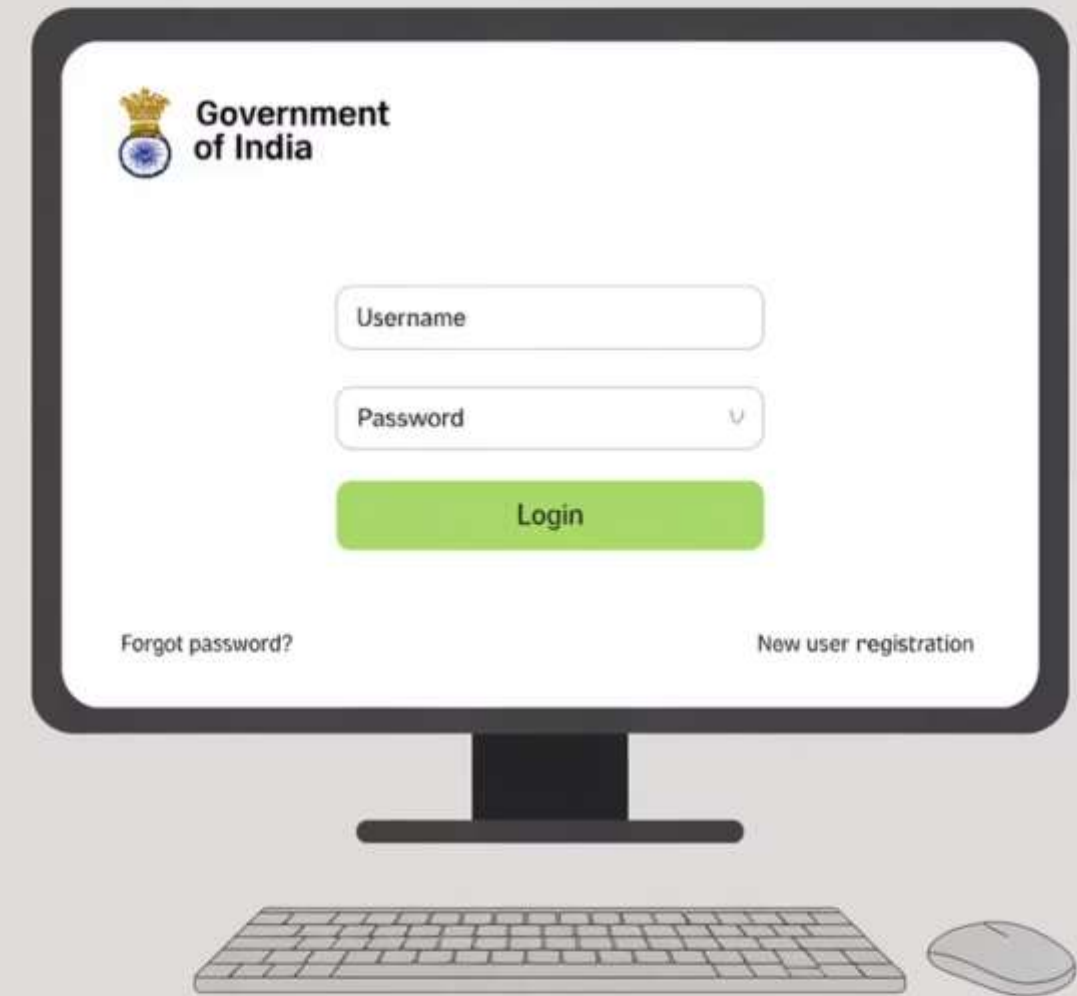 Government
of India
Username
Password
Login
Forgot password?
New user registration